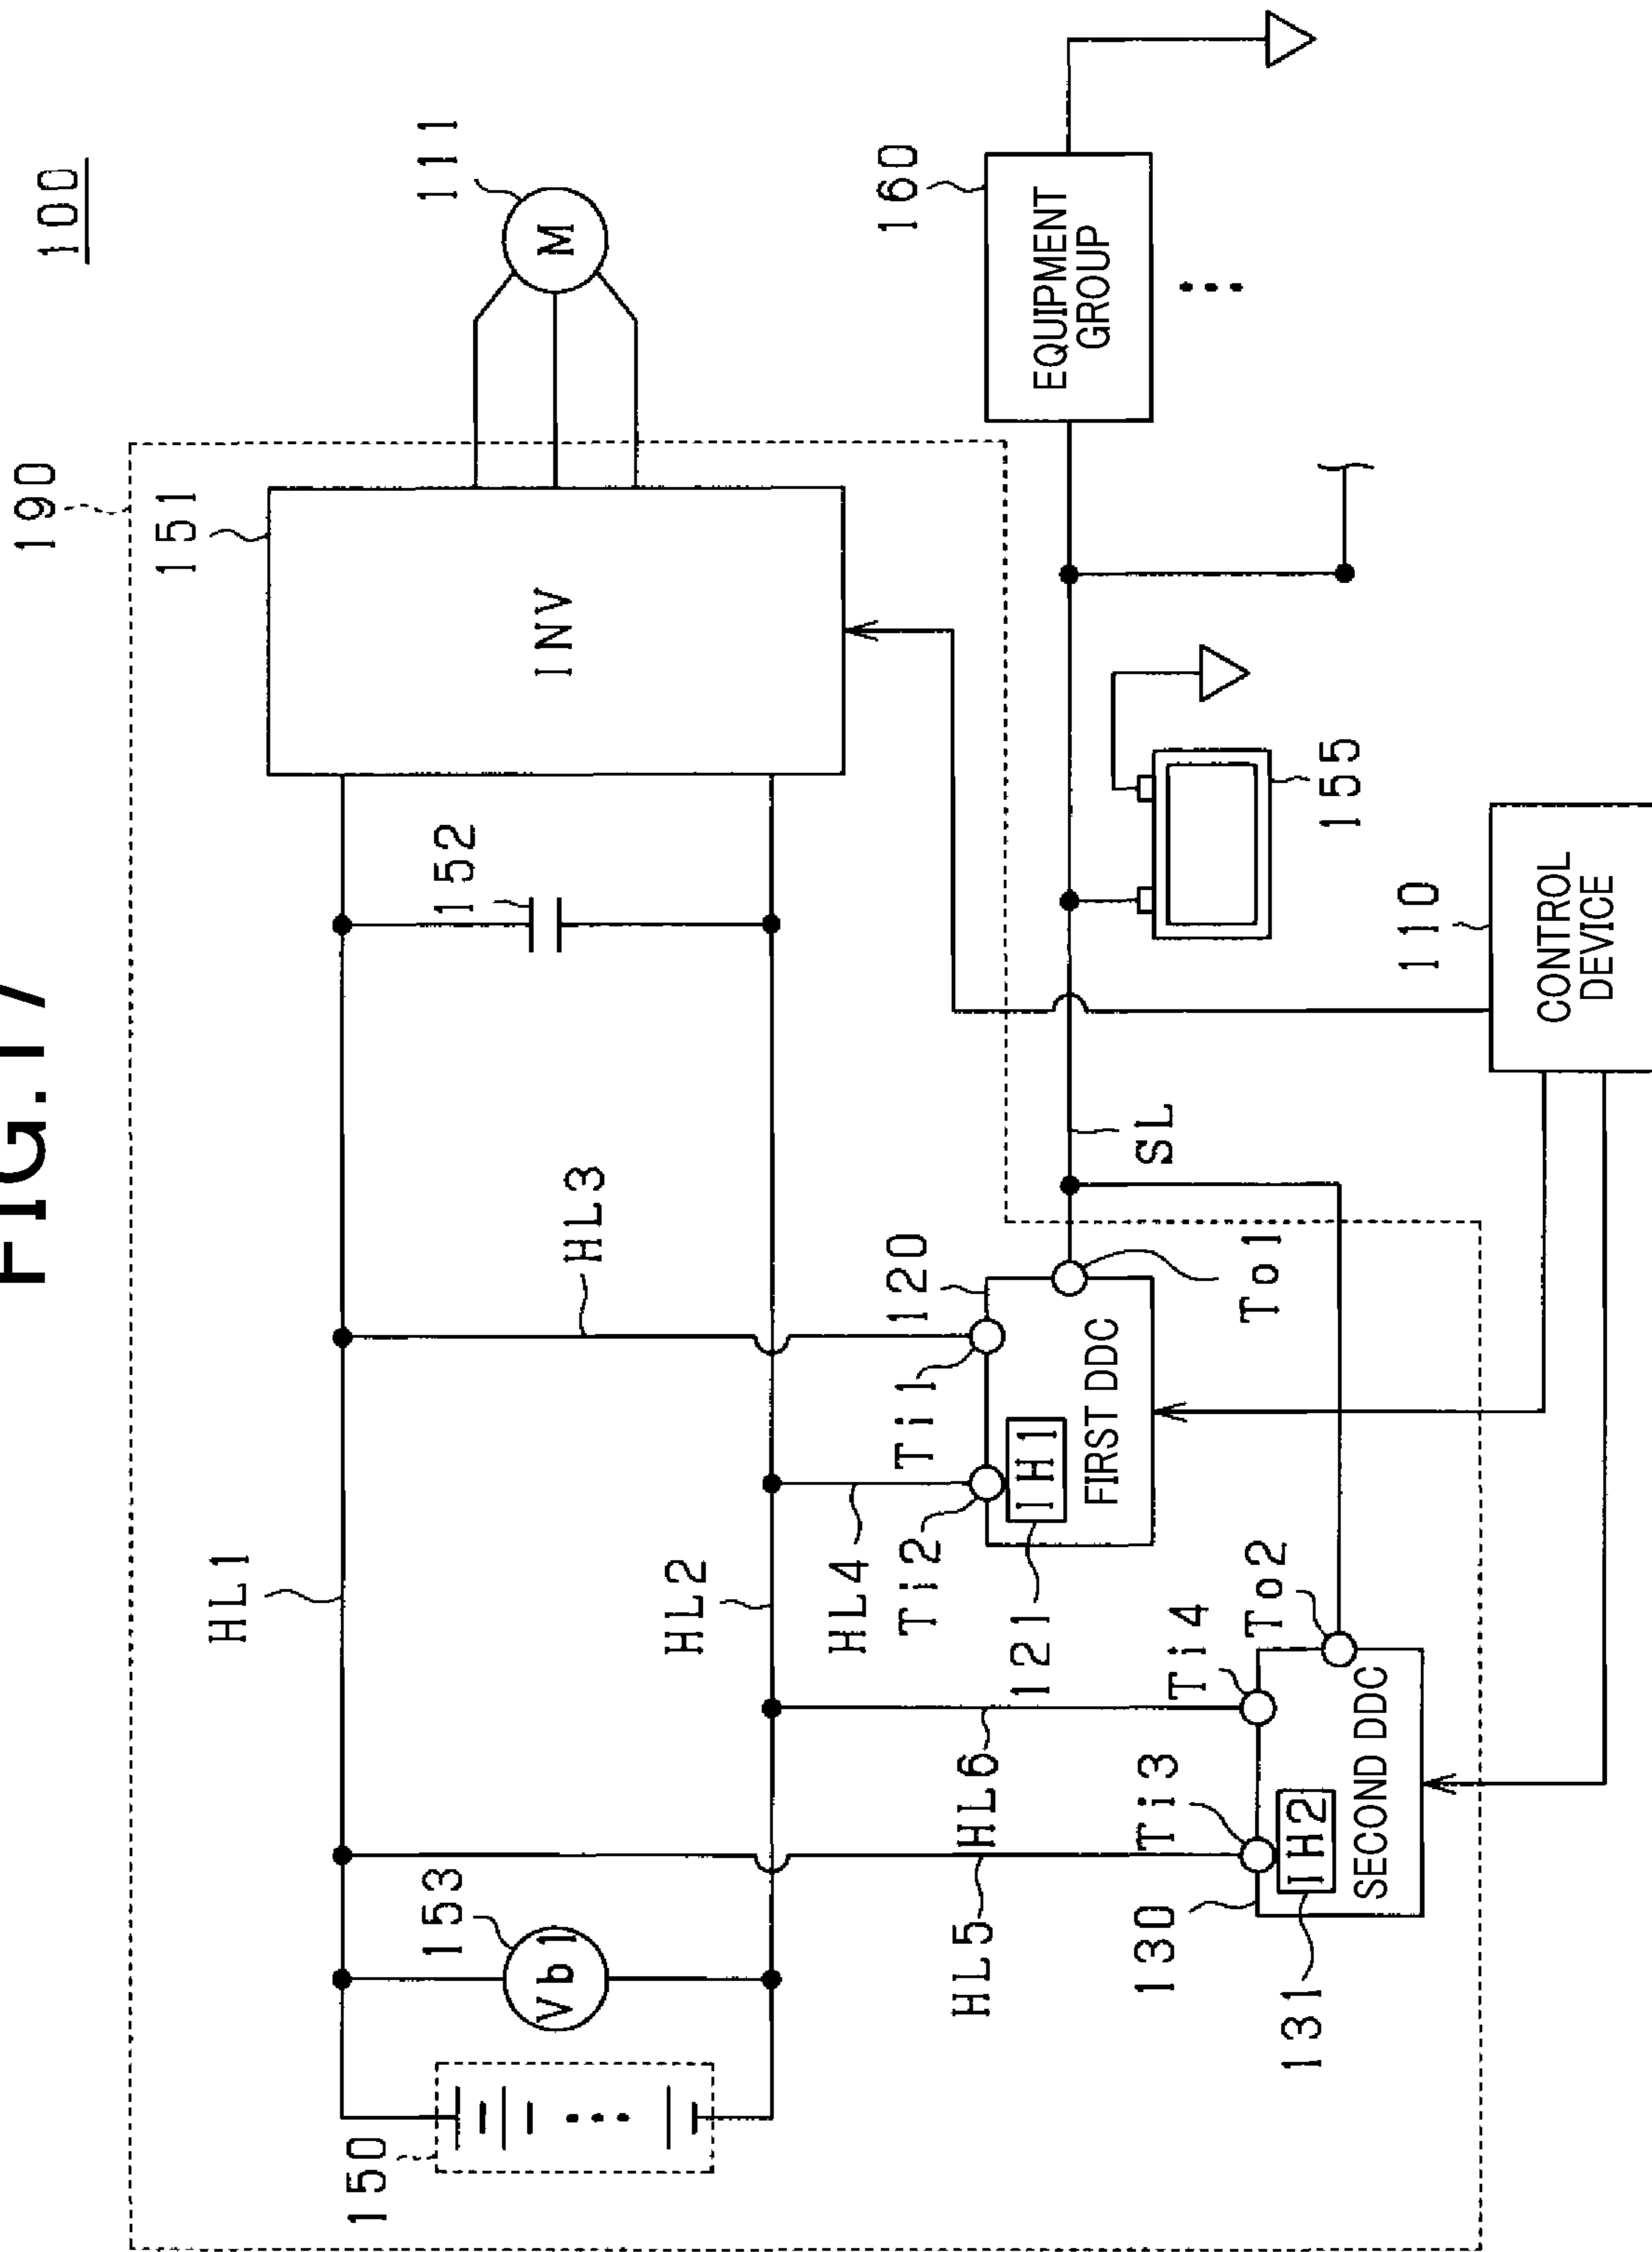 FIG.17
100
190
151
INV
111
M
152
HL3
HL1
HL2
153
Vb1
150
160
EQUIPMENT
GROUP
155
SL
120
Ti1
To1
IH1
FIRST DDC
HL4
Ti2
121
Ti4
To2
HL6
Ti3
IH2
SECOND DDC
HL5
130
131
110
CONTROL
DEVICE